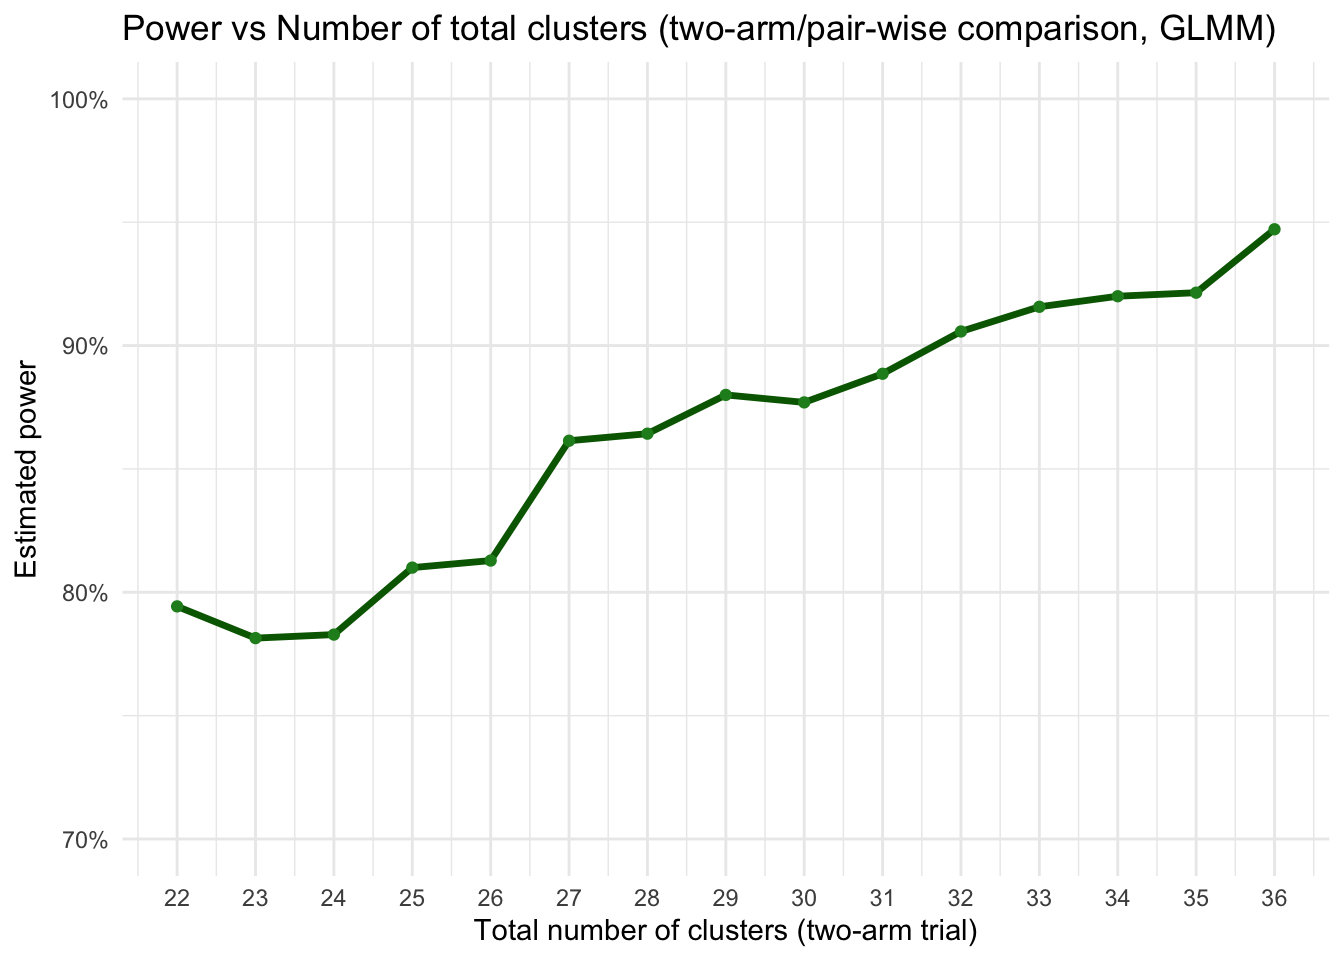 Power vs Number of total clusters (two-arm/pair-wise comparison, GLMM)
100%
90%
80%
70%
Estimated power
22 23 24 25 26 27 28 29 30 31 32 33 34 35 36
Total number of clusters (two-arm trial)